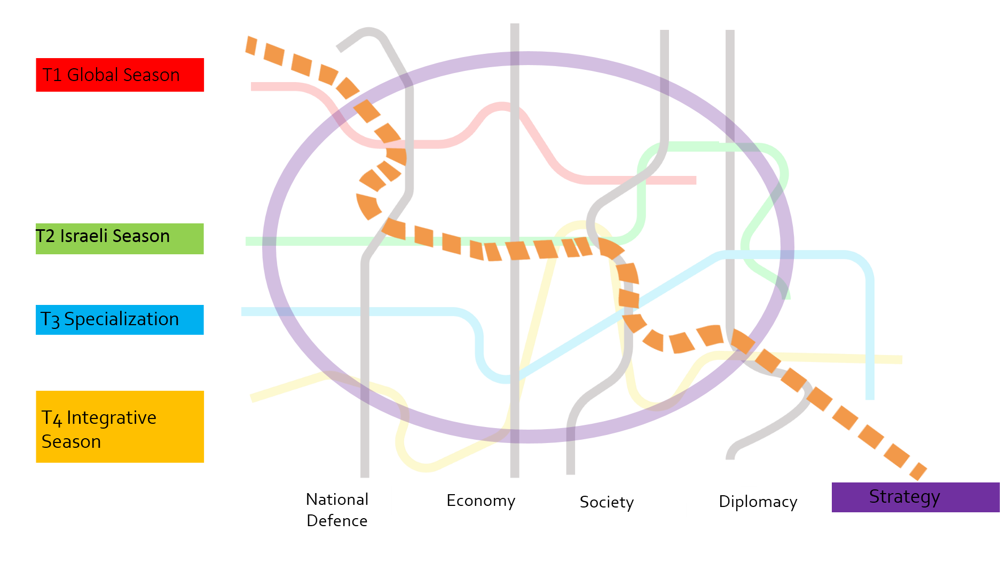 T1 Global Season
T2 Israeli Season
T3 Specialization
T4 Integrative
Season
National
Defence
Economy
Society
Diplomacy
Strategy